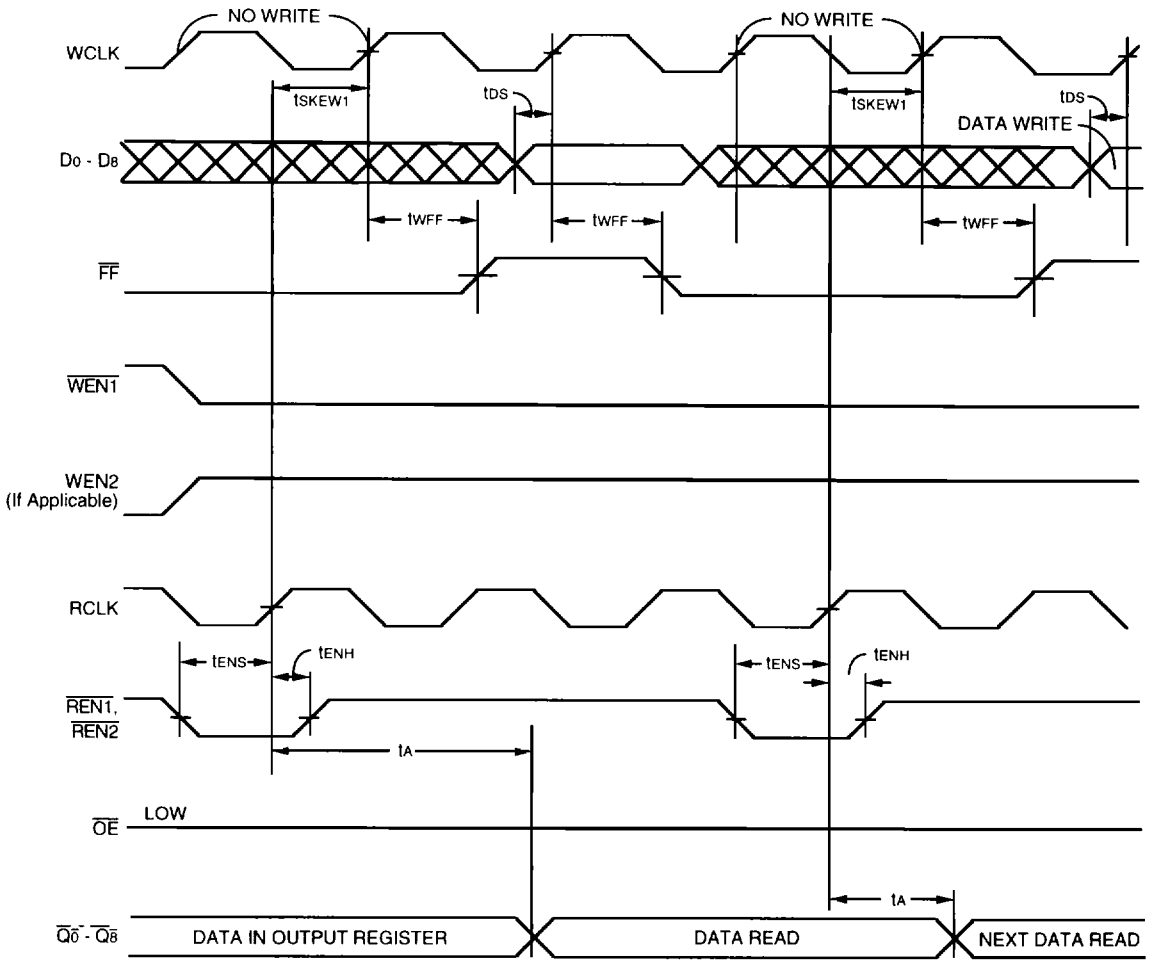 NO WRITE
NO WRITE
WCLK
tSKEW1
tDS
tSKEW1
tDS
DATA WRITE
D0 - D8
tWFF
tWFF
tWFF
FF
WEN1
WEN2
(If Applicable)
RCLK
tENS
tENH
tENS
tENH
REN1,
REN2
tA
LOW
OE
tA
Q0 - Q8
DATA IN OUTPUT REGISTER
DATA READ
NEXT DATA READ